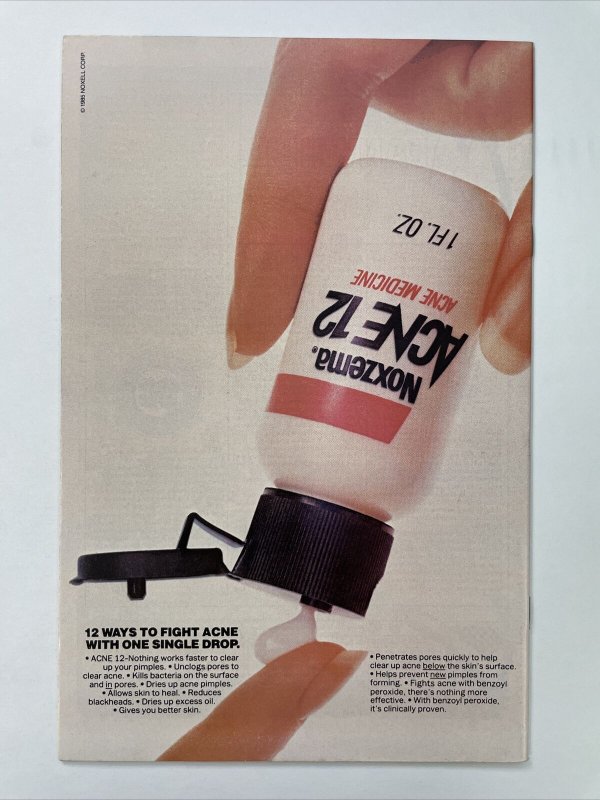 © 1985 NOXELL CORP.
1 FL. OZ.
ACNE MEDICINE
ACNE 12
Noxzema®
12 WAYS TO FIGHT ACNE
WITH ONE SINGLE DROP.
• ACNE 12–Nothing works faster to clear
up your pimples. • Unclogs pores to
clear acne. • Kills bacteria on the surface
and in pores. • Dries up acne pimples.
• Allows skin to heal. • Reduces
blackheads. • Dries up excess oil.
• Gives you better skin.
• Penetrates pores quickly to help
clear up acne below the skin's surface.
• Helps prevent new pimples from
forming. • Fights acne with benzoyl
peroxide, there's nothing more
effective. • With benzoyl peroxide,
it's clinically proven.